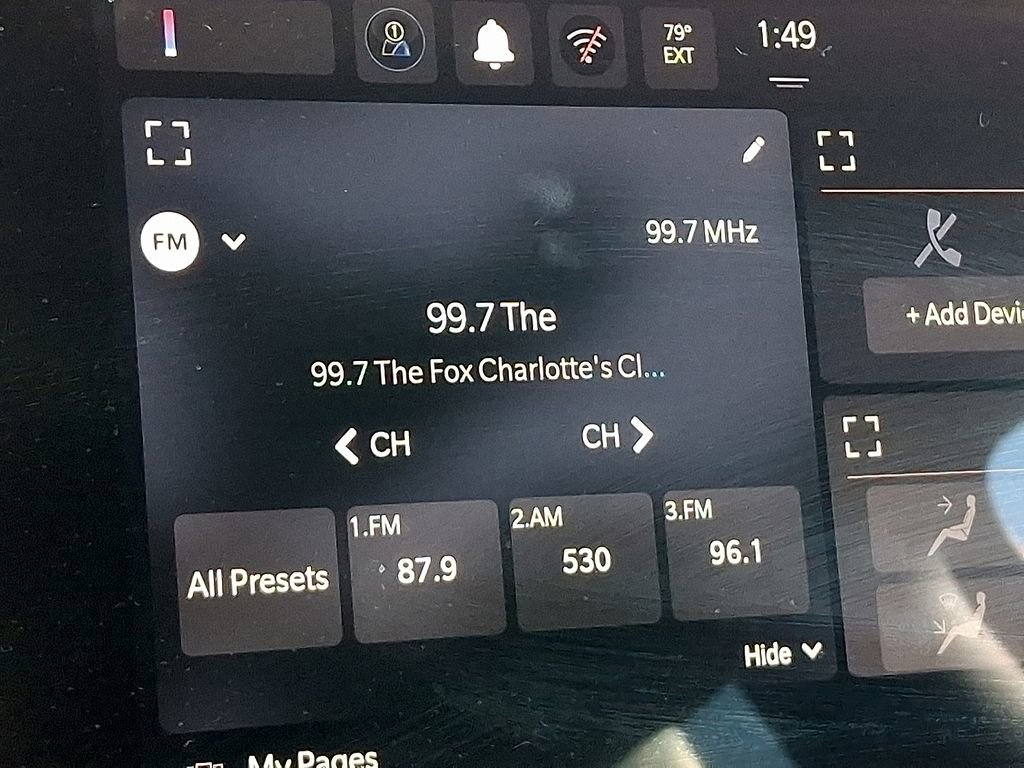 1
79°
EXT
1:49
FM
99.7 MHz
99.7 The
99.7 The Fox Charlotte's Cl...
CH
CH
+ Add Devi
All Presets
1.FM
87.9
2.AM
530
3.FM
96.1
Hide
My Pages